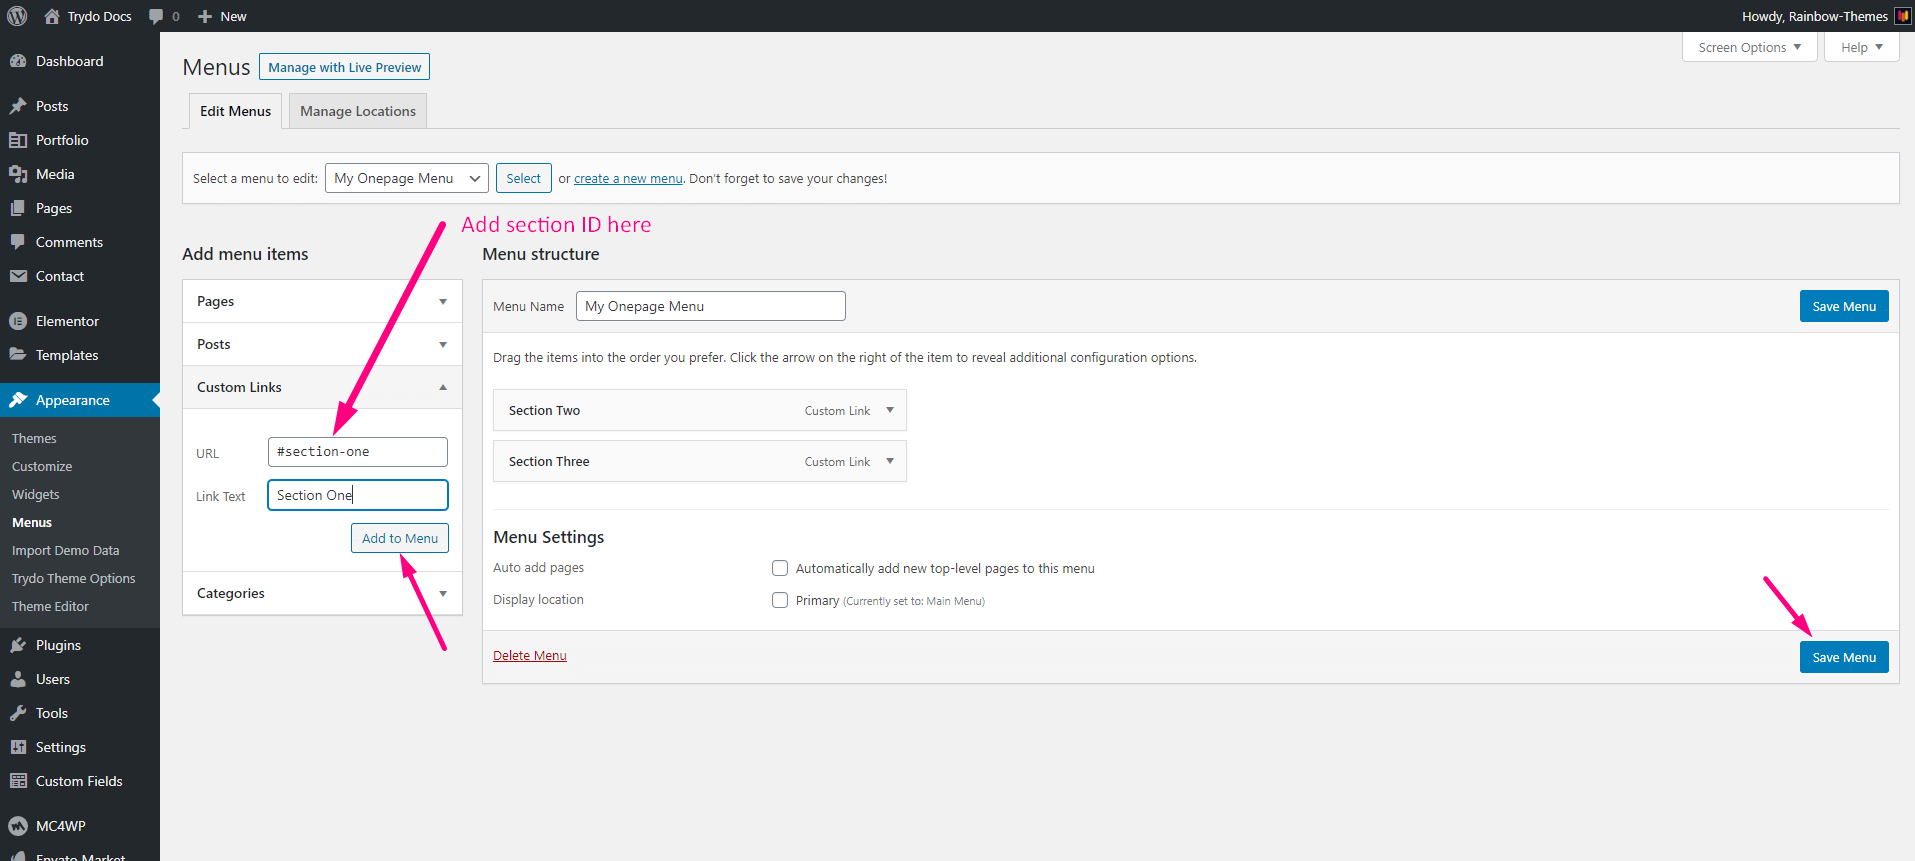 Trydo Docs 0 New Howdy, Rainbow-Themes
Screen Options Help
Dashboard
Posts
Portfolio
Media
Pages
Comments
Contact
Elementor
Templates
Appearance
Themes
Customize
Widgets
Menus
Import Demo Data
Trydo Theme Options
Theme Editor
Plugins
Users
Tools
Settings
Custom Fields
MC4WP
Envato Market
Menus Manage with Live Preview
Edit Menus Manage Locations
Select a menu to edit: My Onepage Menu Select or create a new menu. Don't forget to save your changes!
Add section ID here
Add menu items
Pages
Posts
Custom Links
URL #section-one
Link Text Section One
Add to Menu
Categories
Menu structure
Menu Name My Onepage Menu Save Menu
Drag the items into the order you prefer. Click the arrow on the right of the item to reveal additional configuration options.
Section Two Custom Link
Section Three Custom Link
Menu Settings
Auto add pages Automatically add new top-level pages to this menu
Display location Primary (Currently set to: Main Menu)
Delete Menu Save Menu